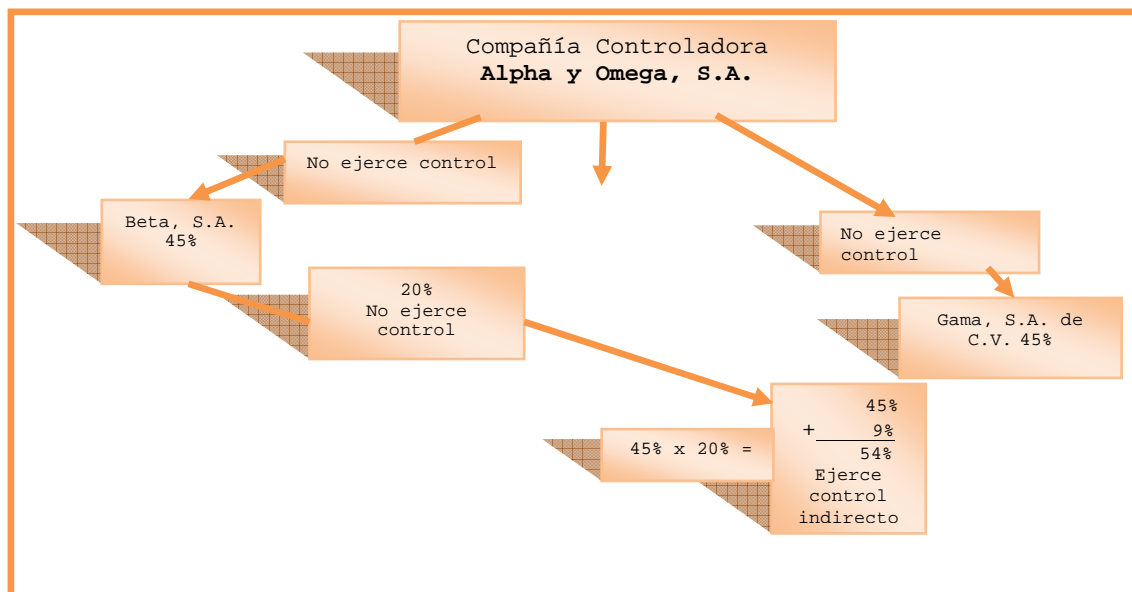 Compañía Controladora
Alpha y Omega, S.A.
No ejerce control
Beta, S.A.
45%
No ejerce
control
20%
No ejerce
control
Gama, S.A. de
C.V. 45%
45% x 20% =
45%
+ 9%
54%
Ejerce
control
indirecto